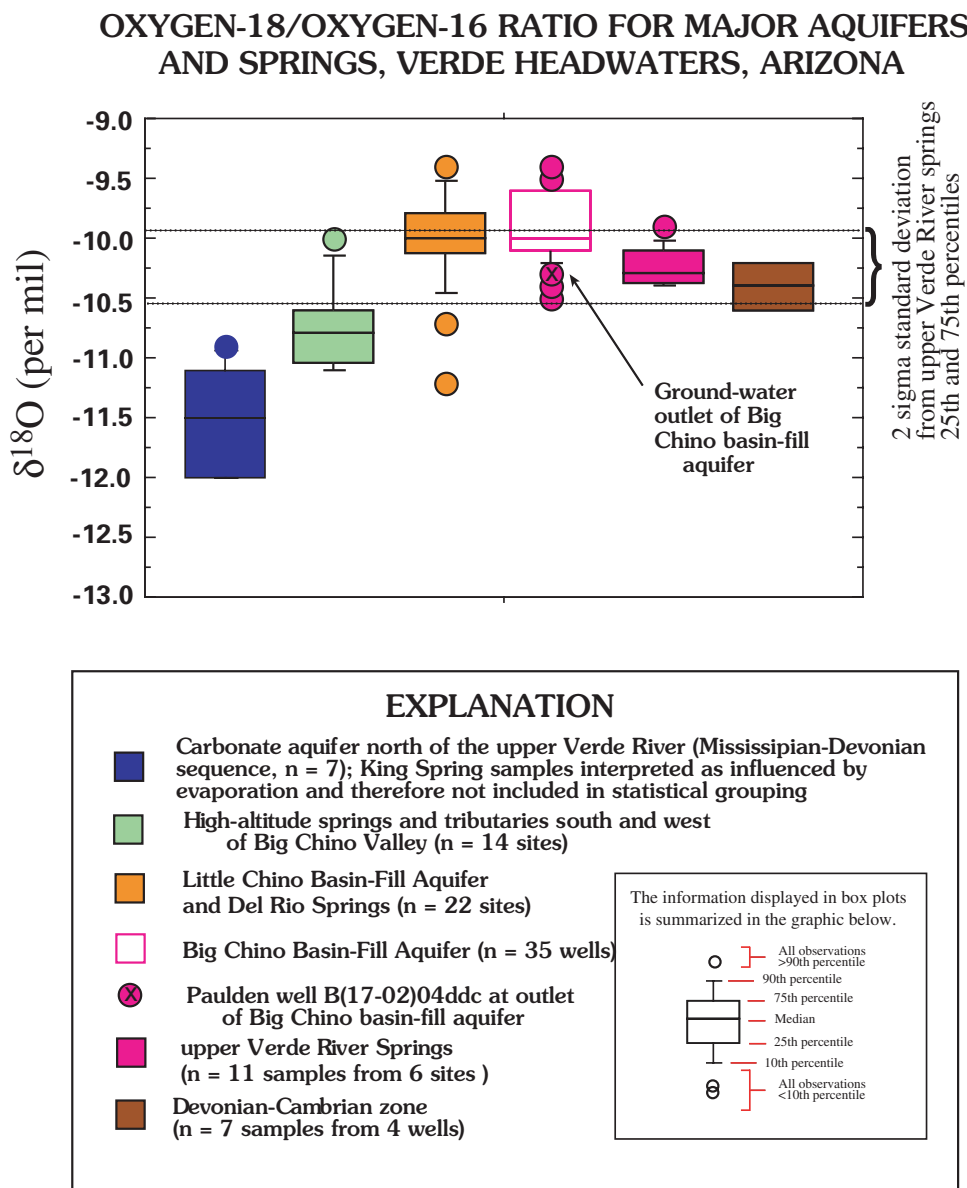 OXYGEN-18/OXYGEN-16 RATIO FOR MAJOR AQUIFERS
AND SPRINGS, VERDE HEADWATERS, ARIZONA
-9.0
-9.5
-10.0
-10.5
-11.0
-11.5
-12.0
-12.5
-13.0
δ18O (per mil)
X
Ground-water
outlet of Big
Chino basin-fill
aquifer
}
2 sigma standard deviation
from upper Verde River springs
25th and 75th percentiles
EXPLANATION
Carbonate aquifer north of the upper Verde River (Mississipian-Devonian
sequence, n = 7); King Spring samples interpreted as influenced by
evaporation and therefore not included in statistical grouping
High-altitude springs and tributaries south and west
of Big Chino Valley (n = 14 sites)
Little Chino Basin-Fill Aquifer
and Del Rio Springs (n = 22 sites)
Big Chino Basin-Fill Aquifer (n = 35 wells)
X
Paulden well B(17-02)04ddc at outlet
of Big Chino basin-fill aquifer
upper Verde River Springs
(n = 11 samples from 6 sites )
Devonian-Cambrian zone
(n = 7 samples from 4 wells)
The information displayed in box plots
is summarized in the graphic below.
All observations
>90th percentile
90th percentile
75th percentile
Median
25th percentile
10th percentile
All observations
<10th percentile